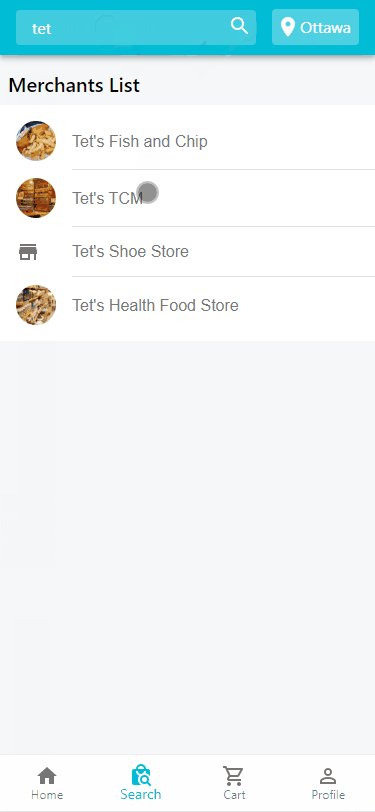 tet
Ottawa
Merchants List
Tet's Fish and Chip
Tet's TCM
Tet's Shoe Store
Tet's Health Food Store
Home
Search
Cart
Profile